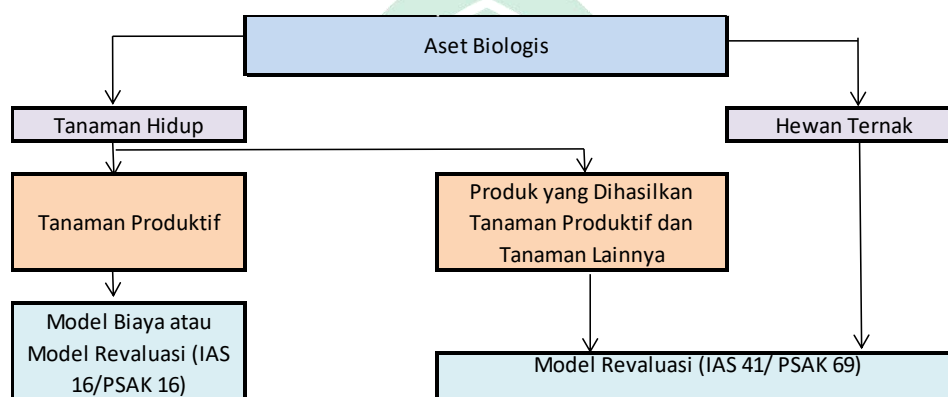 Aset Biologis
Tanaman Hidup
Hewan Ternak
Tanaman Produktif
Produk yang Dihasilkan
Tanaman Produktif dan
Tanaman Lainnya
Model Biaya atau
Model Revaluasi (IAS
16/PSAK 16)
Model Revaluasi (IAS 41/ PSAK 69)